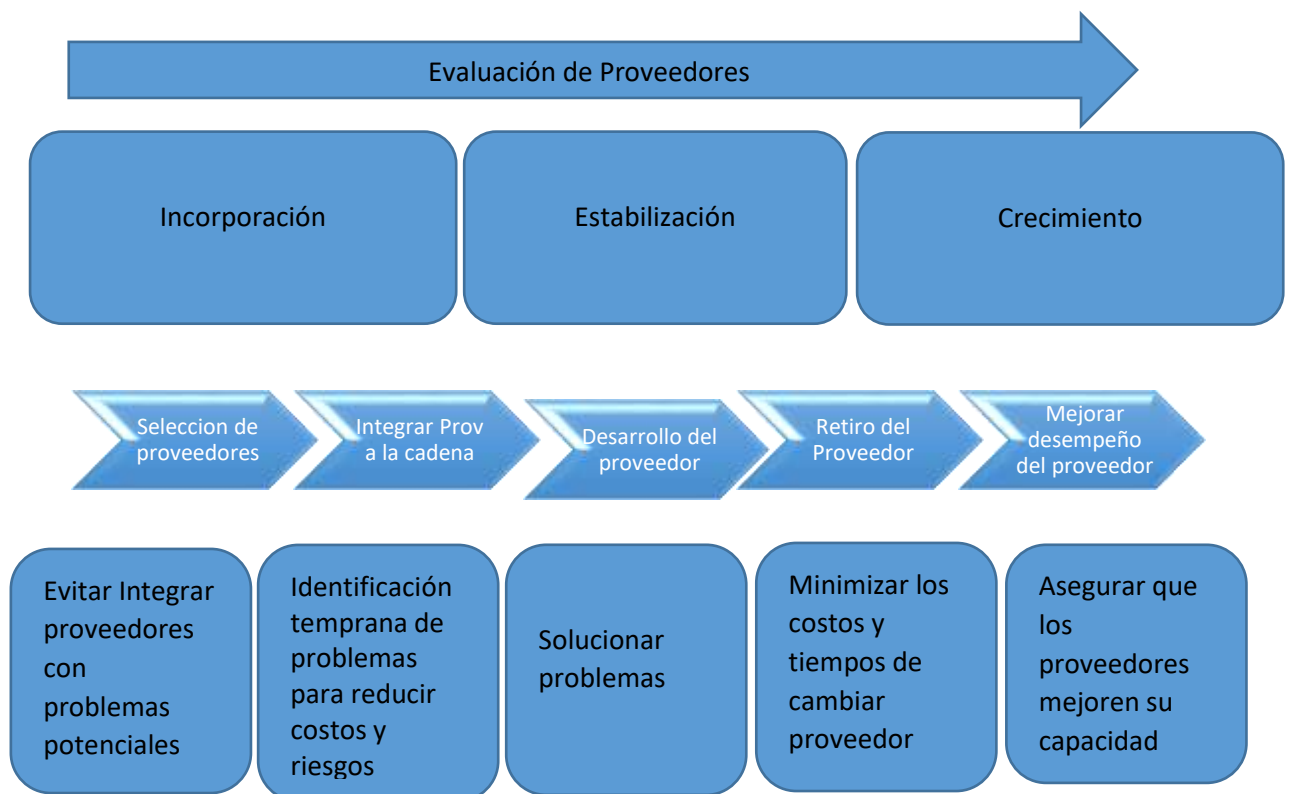 Evaluación de Proveedores
Incorporación
Estabilización
Crecimiento
Seleccion de
proveedores
Integrar Prov
a la cadena
Desarrollo del
proveedor
Retiro del
Proveedor
Mejorar
desempeño
del proveedor
Evitar Integrar
proveedores
con
problemas
potenciales
Identificación
temprana de
problemas
para reducir
costos y
riesgos
Solucionar
problemas
Minimizar los
costos y
tiempos de
cambiar
proveedor
Asegurar que
los
proveedores
mejoren su
capacidad